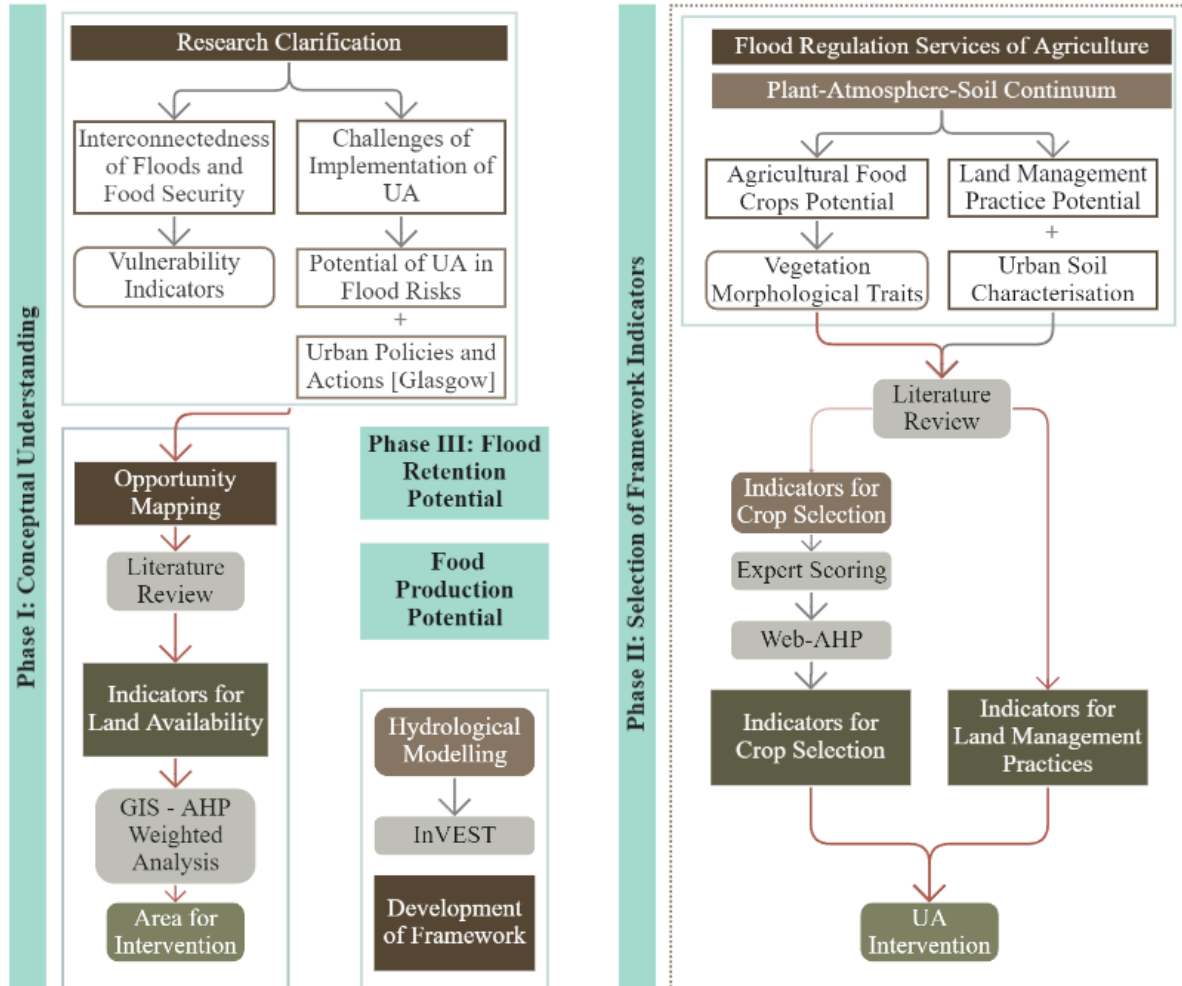 Phase I: Conceptual Understanding
Research Clarification
Interconnectedness
of Floods and
Food Security
Challenges of
Implementation of
UA
Vulnerability
Indicators
Potential of UA in
Flood Risks
+
Urban Policies and
Actions [Glasgow]
Opportunity
Mapping
Literature
Review
Indicators for
Land Availability
GIS - AHP
Weighted
Analysis
Area for
Intervention
Phase III: Flood
Retention
Potential
Food
Production
Potential
Hydrological
Modelling
InVEST
Development
of Framework
Phase II: Selection of Framework Indicators
Flood Regulation Services of Agriculture
Plant-Atmosphere-Soil Continuum
Agricultural Food
Crops Potential
Land Management
Practice Potential
+
Vegetation
Morphological Traits
Urban Soil
Characterisation
Literature
Review
Indicators for
Crop Selection
Expert Scoring
Web-AHP
Indicators for
Crop Selection
Indicators for
Land Management
Practices
UA
Intervention